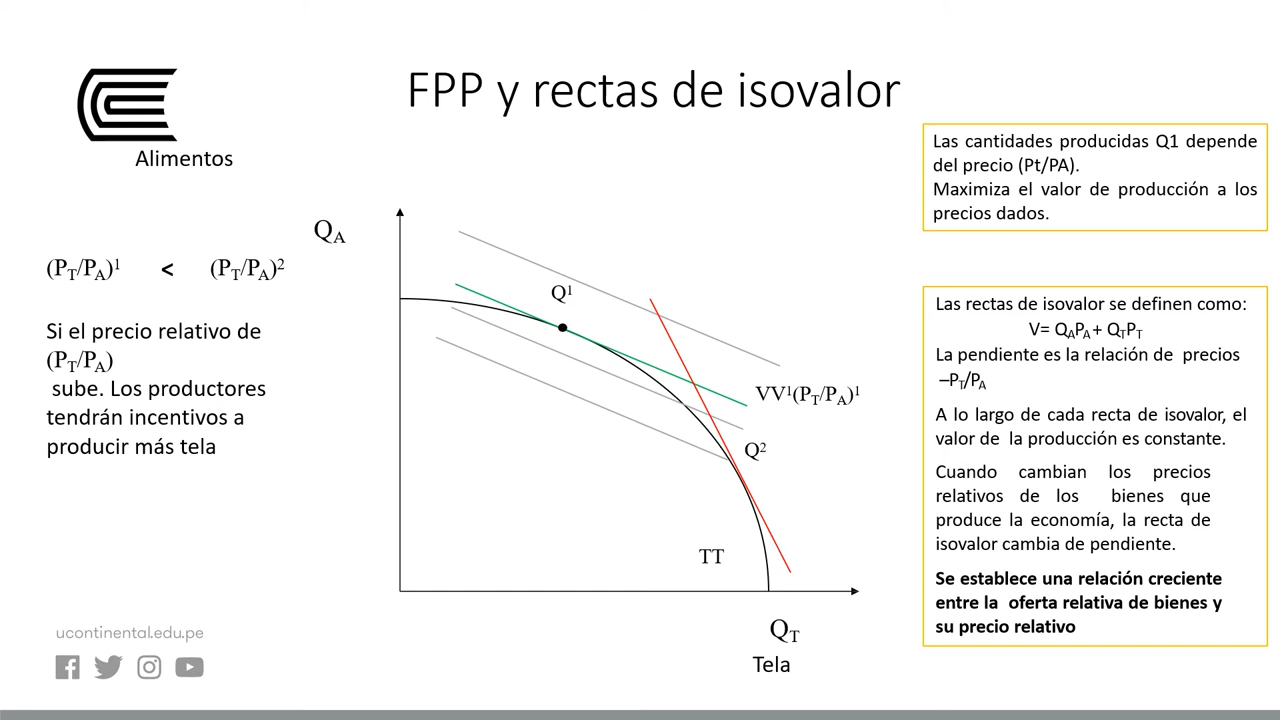 FPP y rectas de isovalor
Alimentos
Q_A
(P_T/P_A)¹ < (P_T/P_A)²
Si el precio relativo de
(P_T/P_A)
sube. Los productores
tendrán incentivos a
producir más tela
Q¹
VV¹(P_T/P_A)¹
Q²
TT
Q_T
Tela
Las cantidades producidas Q1 depende
del precio (Pt/PA).
Maximiza el valor de producción a los
precios dados.
Las rectas de isovalor se definen como:
V= Q_AP_A + Q_TP_T
La pendiente es la relación de precios
–P_T/P_A
A lo largo de cada recta de isovalor, el
valor de la producción es constante.
Cuando cambian los precios
relativos de los bienes que
produce la economía, la recta de
isovalor cambia de pendiente.
Se establece una relación creciente
entre la oferta relativa de bienes y
su precio relativo
ucontinental.edu.pe